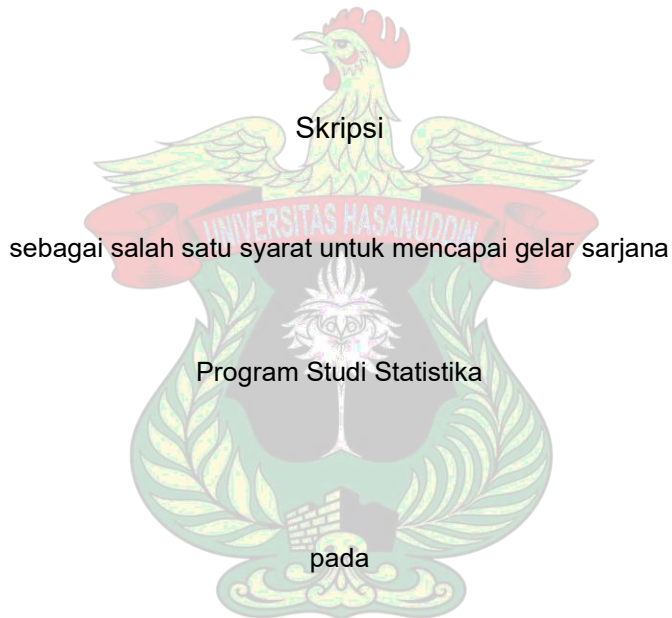 Skripsi
UNIVERSITAS HASANUDDIN
sebagai salah satu syarat untuk mencapai gelar sarjana
Program Studi Statistika
pada